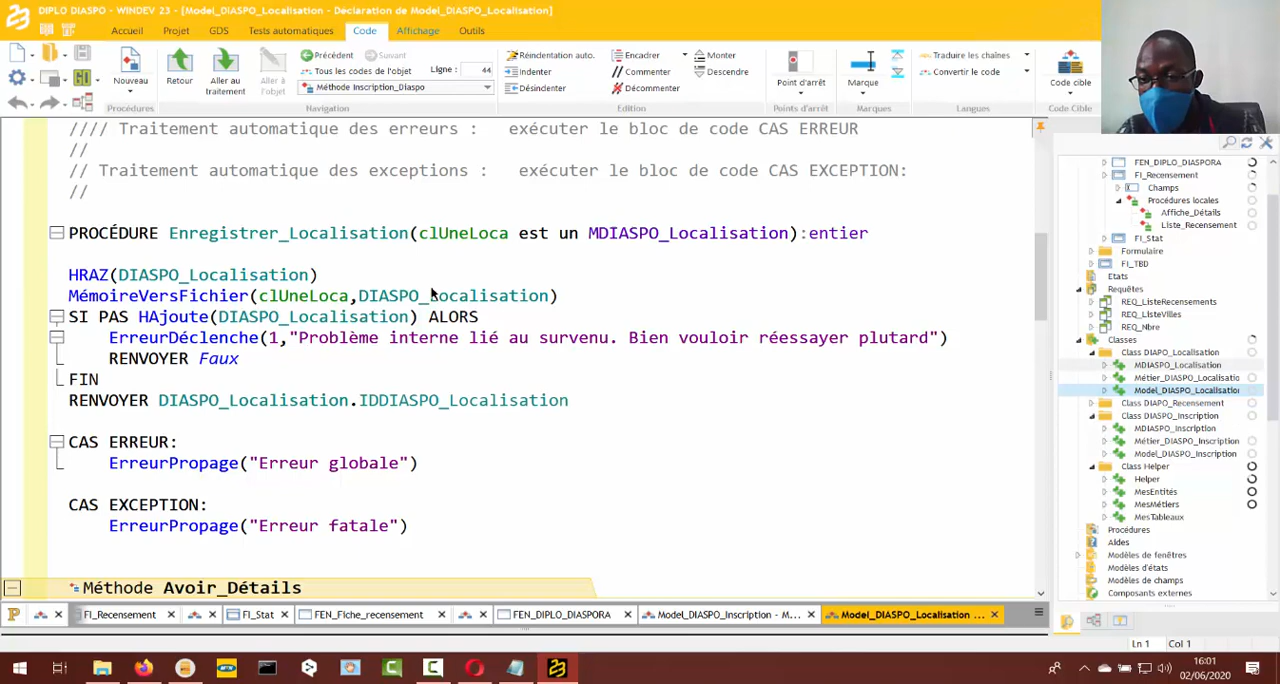 DIPLO DIASPO - WINDEV 23 - [Model_DIASPO_Localisation - Déclaration de Model_DIASPO_Localisation]
Accueil Projet GDS Tests automatiques Code Affichage Outils
Nouveau
Retour
Aller au traitement
Aller à l'objet
Précédent Suivant
Tous les codes de l'objet
Ligne : 44
Méthode Inscription_Diaspo
Réindentation auto.
Indenter
Désindenter
Encadrer
// Commenter
Décommenter
Monter
Descendre
Point d'arrêt
Marque
Traduire les chaînes
Convertir le code
Code cible
Procédures Navigation Edition Points d'arrêt Marques Langues Code Cible
//// Traitement automatique des erreurs : exécuter le bloc de code CAS ERREUR
//
// Traitement automatique des exceptions : exécuter le bloc de code CAS EXCEPTION:
//
PROCÉDURE Enregistrer_Localisation(clUneLoca est un MDIASPO_Localisation):entier
HRAZ(DIASPO_Localisation)
MémoireVersFichier(clUneLoca,DIASPO_Localisation)
SI PAS HAjoute(DIASPO_Localisation) ALORS
ErreurDéclenche(1,"Problème interne lié au survenu. Bien vouloir réessayer plutard")
RENVOYER Faux
FIN
RENVOYER DIASPO_Localisation.IDDIASPO_Localisation
CAS ERREUR:
ErreurPropage("Erreur globale")
CAS EXCEPTION:
ErreurPropage("Erreur fatale")
Méthode Avoir_Détails
FI_Recensement FI_Stat FEN_Fiche_recensement FEN_DIPLO_DIASPORA Model_DIASPO_Inscription - M... Model_DIASPO_Localisation ...
FEN_DIPLO_DIASPORA
FI_Recensement
Champs
Procédures locales
Affiche_Détails
Liste_Recensement
FI_Stat
Formulaire
FI_TBD
Etats
Requêtes
REQ_ListeRecensements
REQ_ListeVilles
REQ_Nbre
Classes
Class DIAPO_Localisation
MDIASPO_Localisation
Métier_DIASPO_Localisatio
Model_DIASPO_Localisation
Class DIAPO_Recensement
Class DIASPO_Inscription
MDIASPO_Inscription
Métier_DIASPO_Inscription
Model_DIASPO_Inscription
Class Helper
Helper
MesEntités
MesMétiers
MesTableaux
Procédures
Aides
Modèles de fenêtres
Modèles d'états
Modèles de champs
Composants externes
Ln 1 Col 1
16:01
02/06/2020